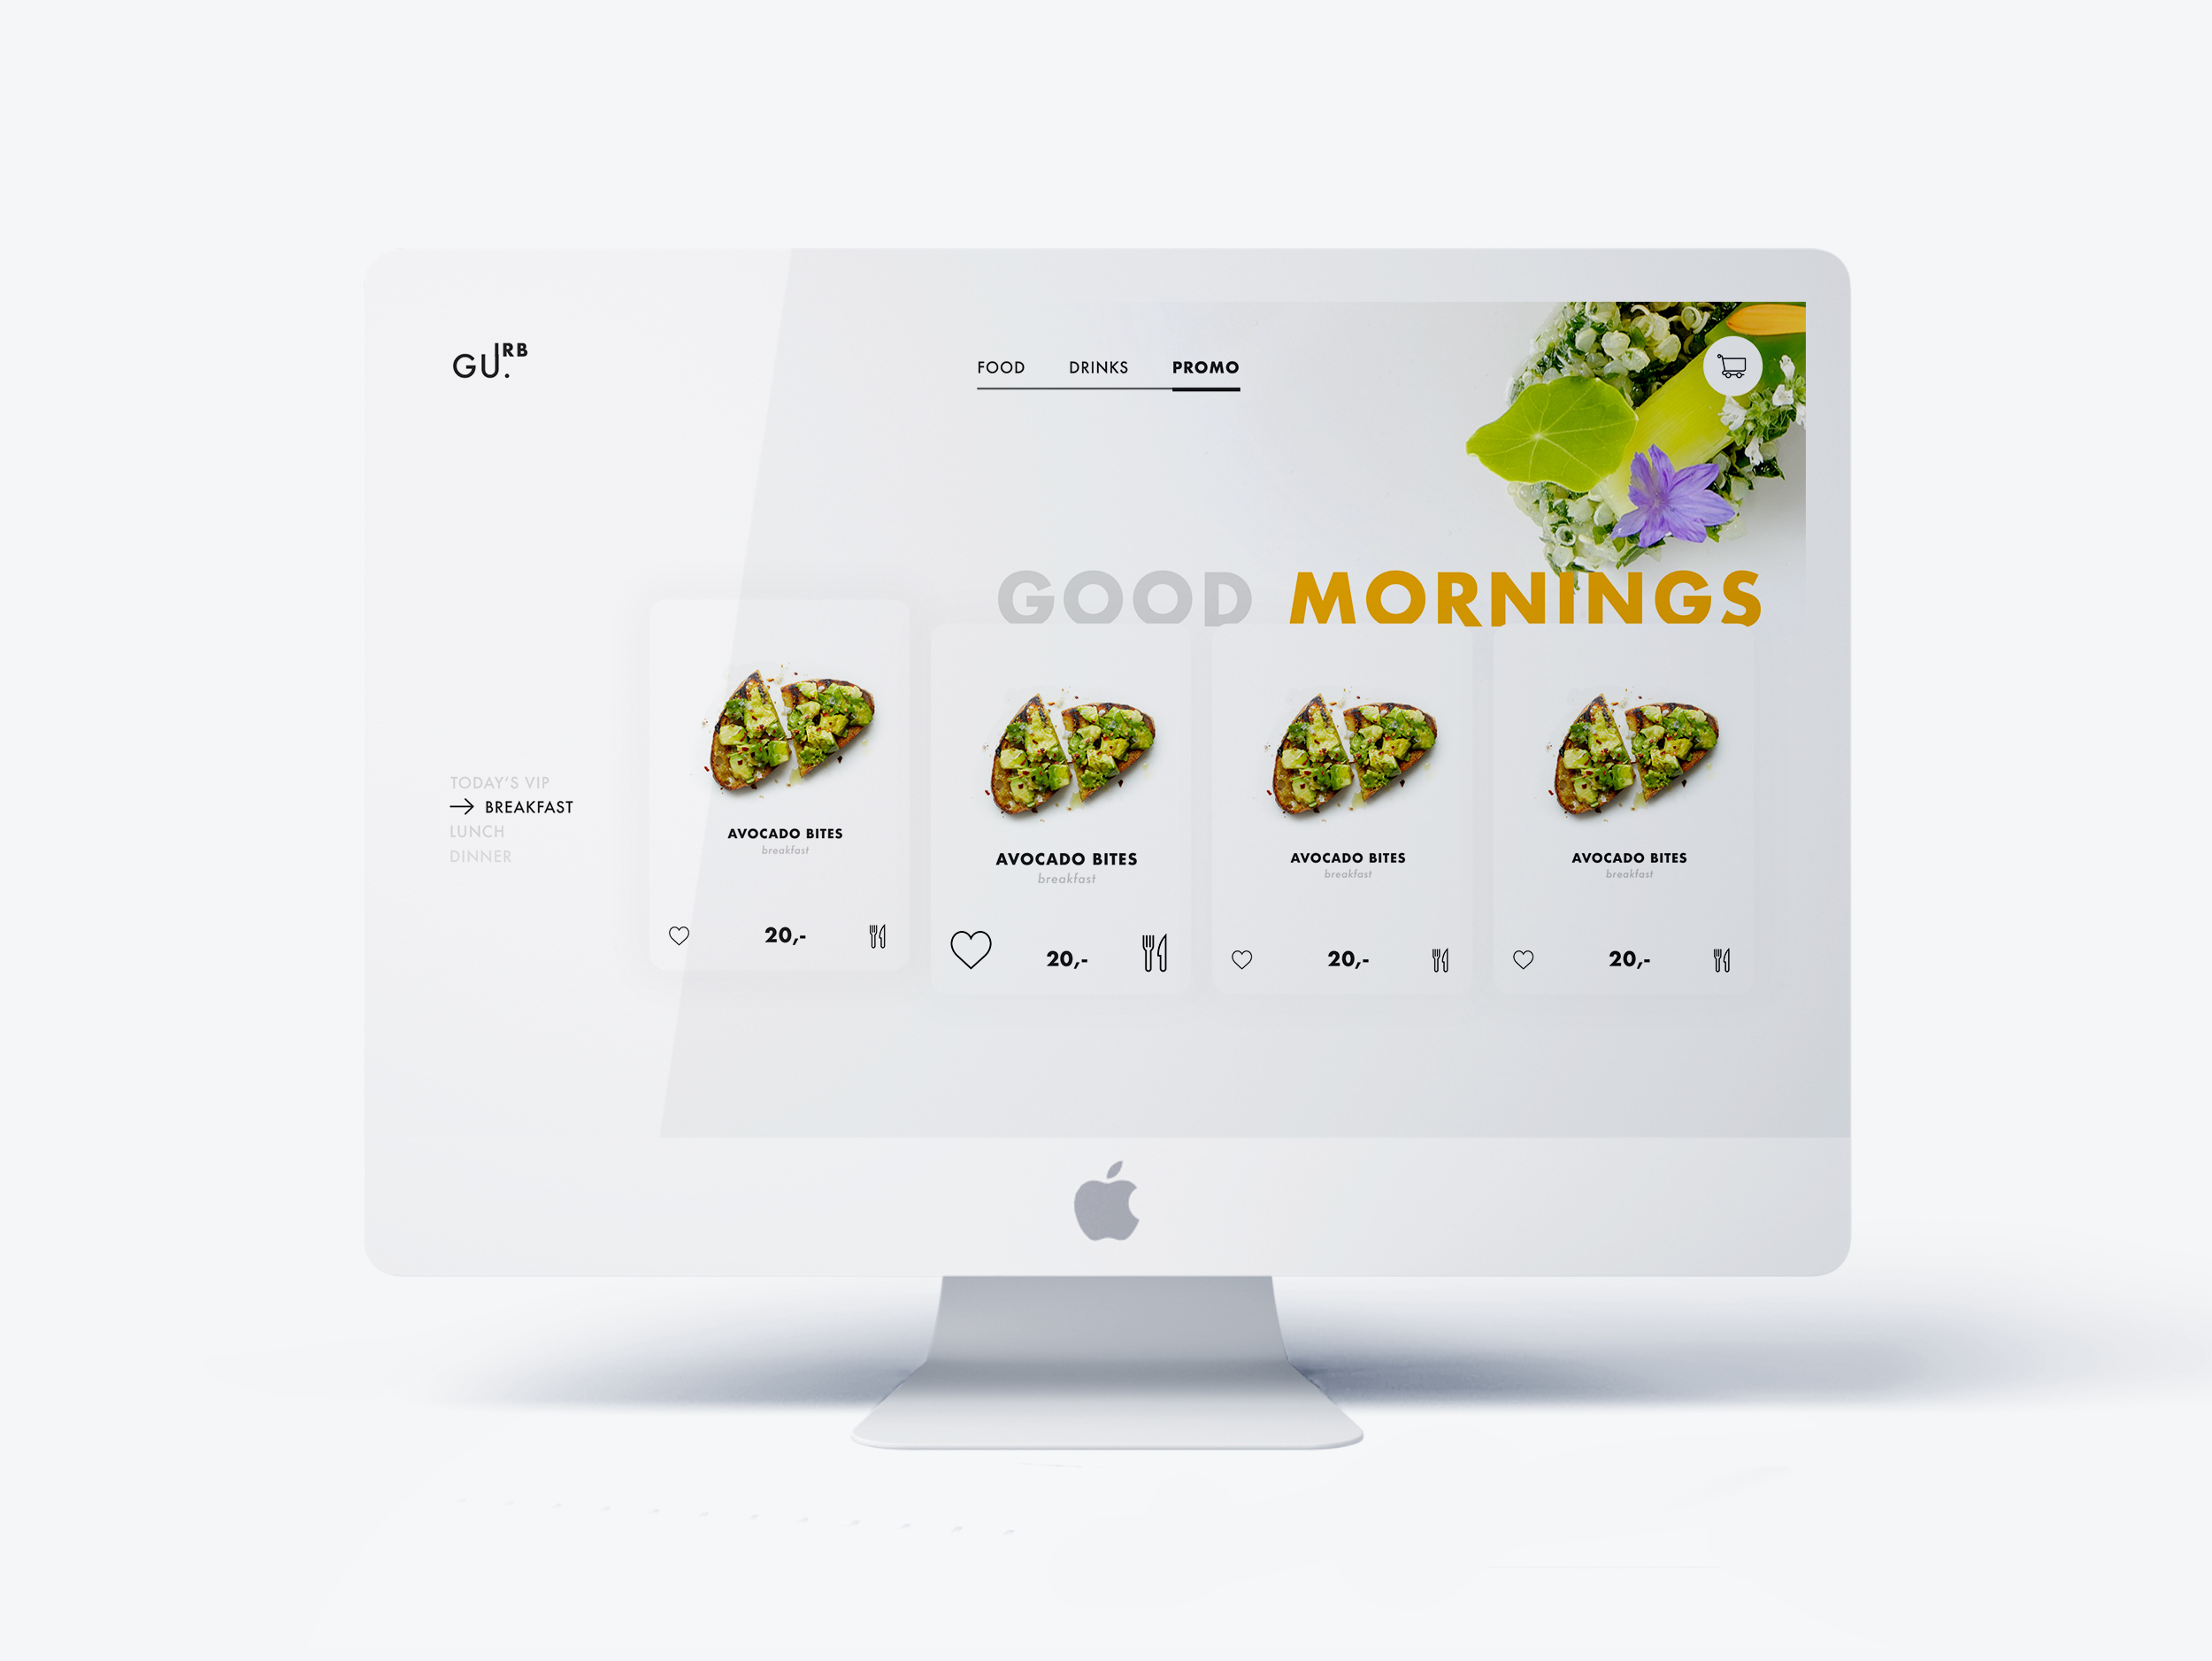 GU.RB
FOOD DRINKS PROMO
GOOD MORNINGS
TODAY'S VIP
BREAKFAST
LUNCH
DINNER
AVOCADO BITES
breakfast
20,-
AVOCADO BITES
breakfast
20,-
AVOCADO BITES
breakfast
20,-
AVOCADO BITES
breakfast
20,-